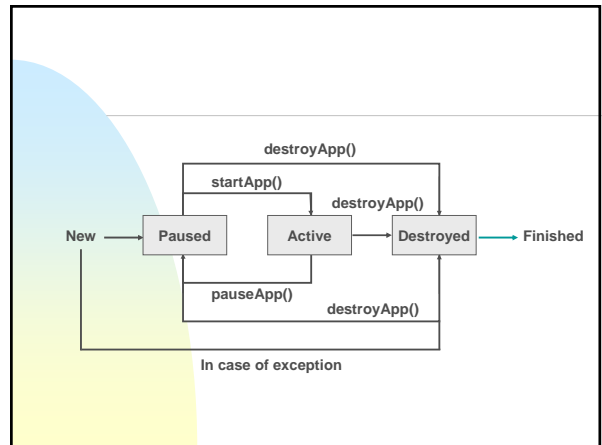 destroyApp()
startApp()
destroyApp()
New Paused Active Destroyed Finished
pauseApp()
destroyApp()
In case of exception